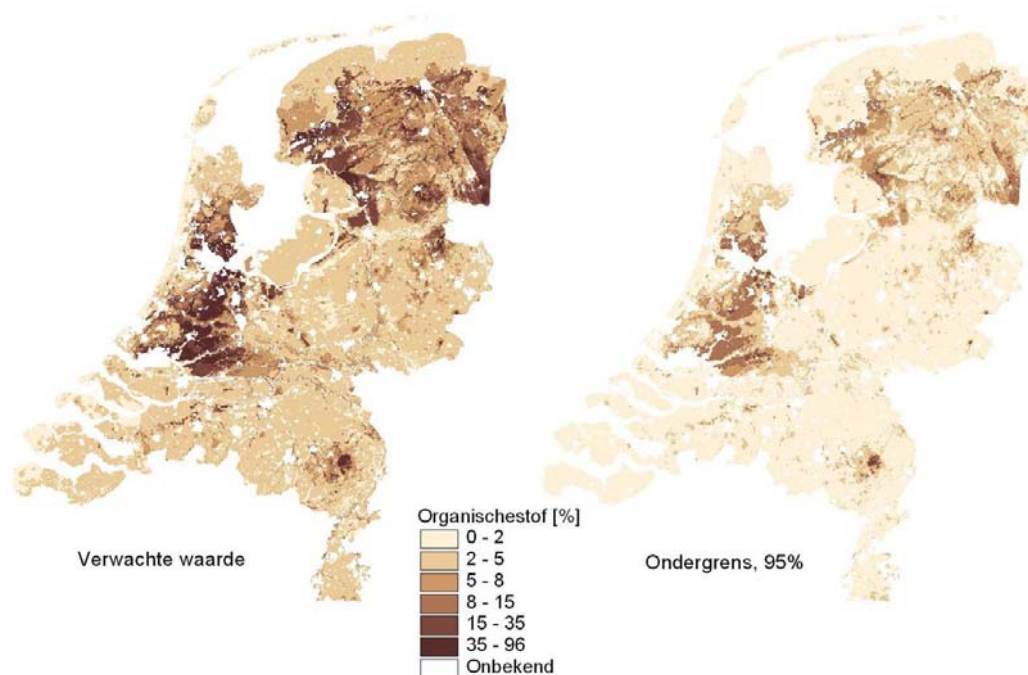 Verwachte waarde
Organischestof [%]
0 - 2
2 - 5
5 - 8
8 - 15
15 - 35
35 - 96
Onbekend
Ondergrens, 95%